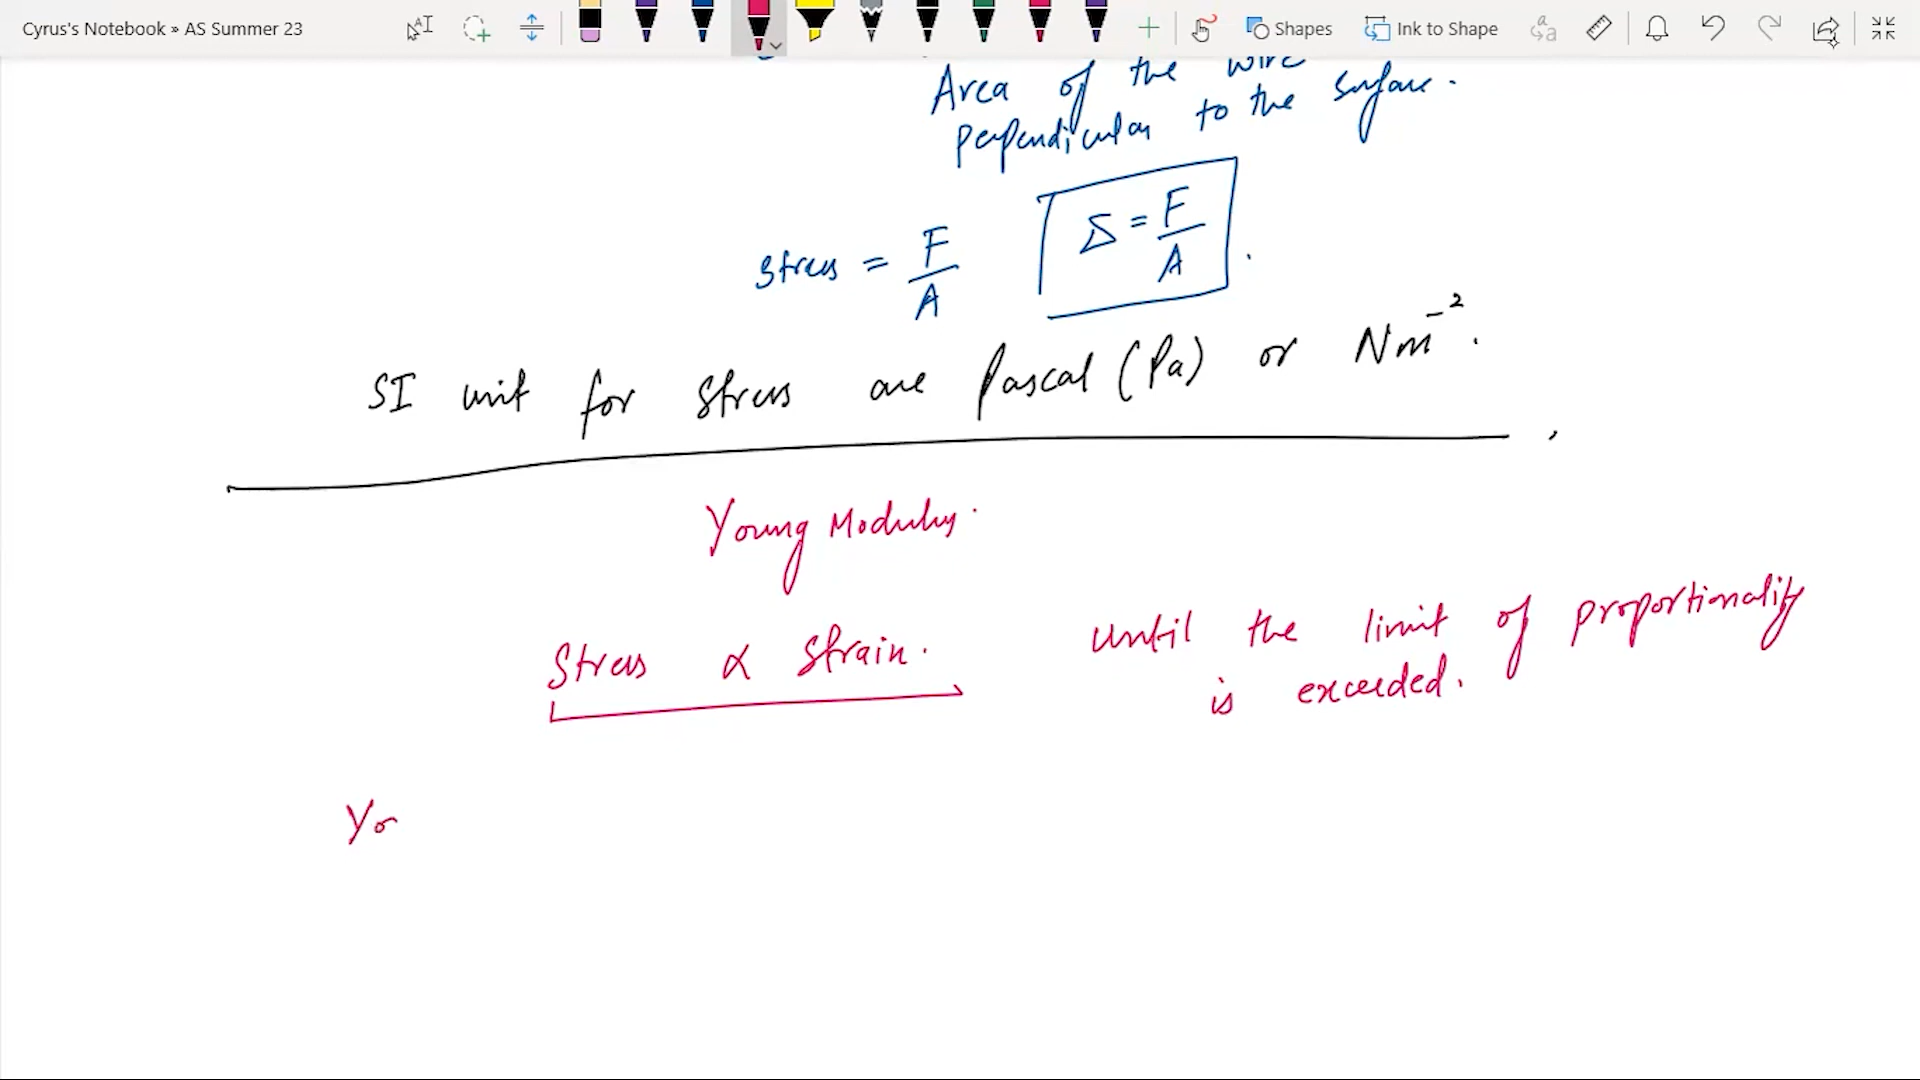 Cyrus's Notebook » AS Summer 23
Shapes
Ink to Shape
Area of the wire
perpendicular to the surface.
Stress = F/A
S = F/A
SI unit for Stress are Pascal (Pa) or Nm⁻².
Young Modulus.
Stress ∝ Strain.
until the limit of proportionality
is exceeded.
Yo